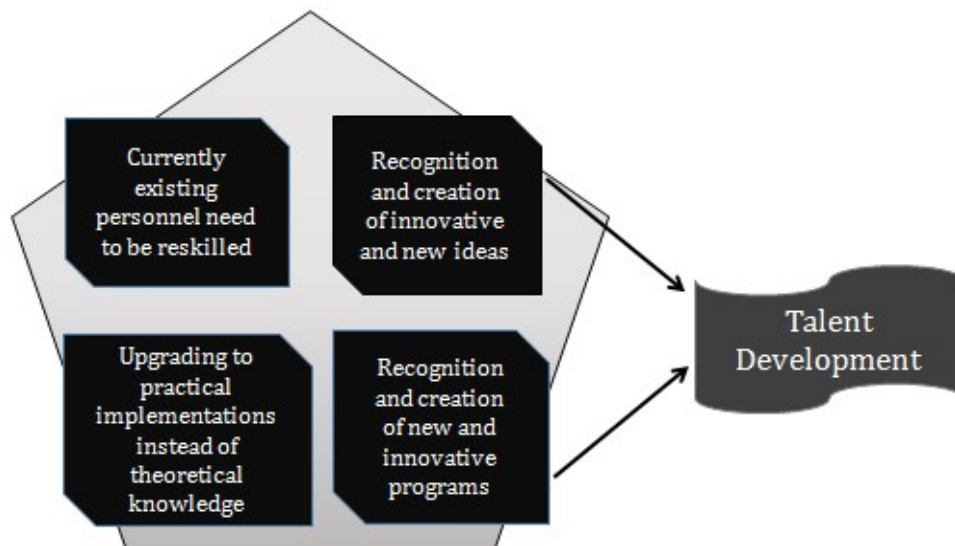 Currently
existing
personnel need
to be reskilled
Recognition
and creation
of innovative
and new ideas
Upgrading to
practical
implementations
instead of
theoretical
knowledge
Recognition
and creation
of new and
innovative
programs
Talent
Development